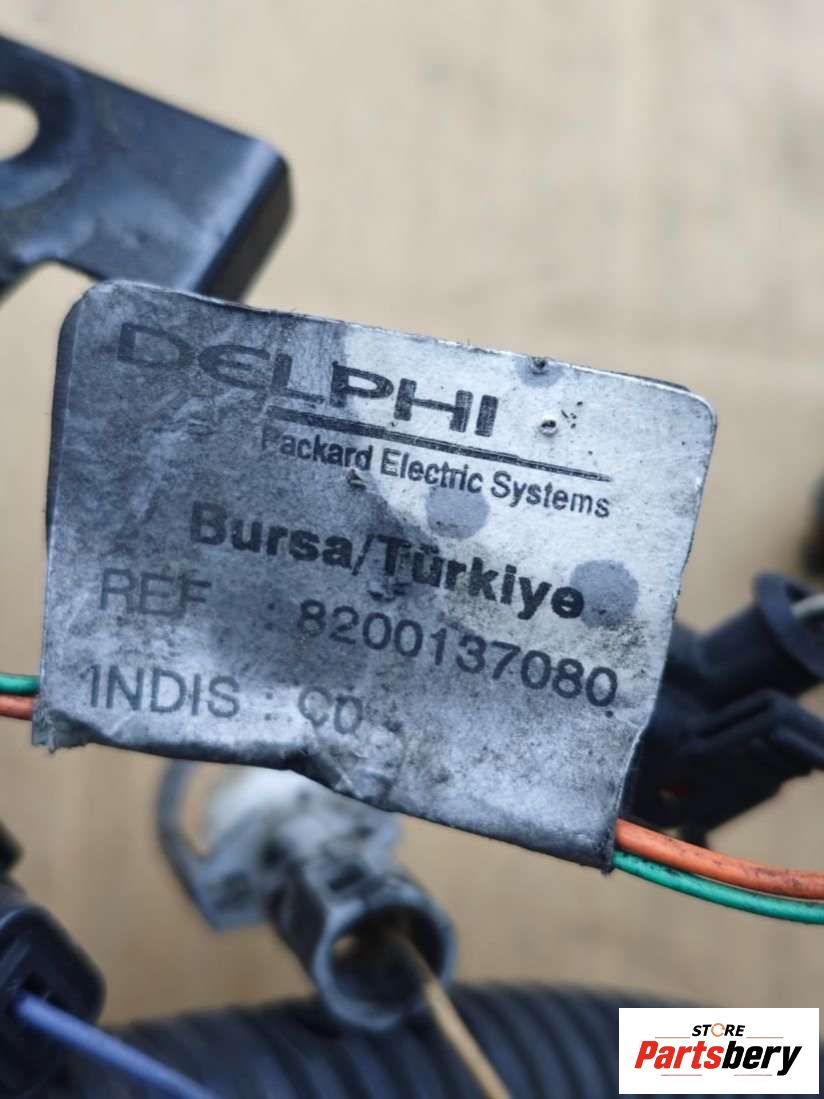 DELPHI
Packard Electric Systems
Bursa/Türkiye
REF : 8200137080
INDIS : C0
STORE
Partsbery